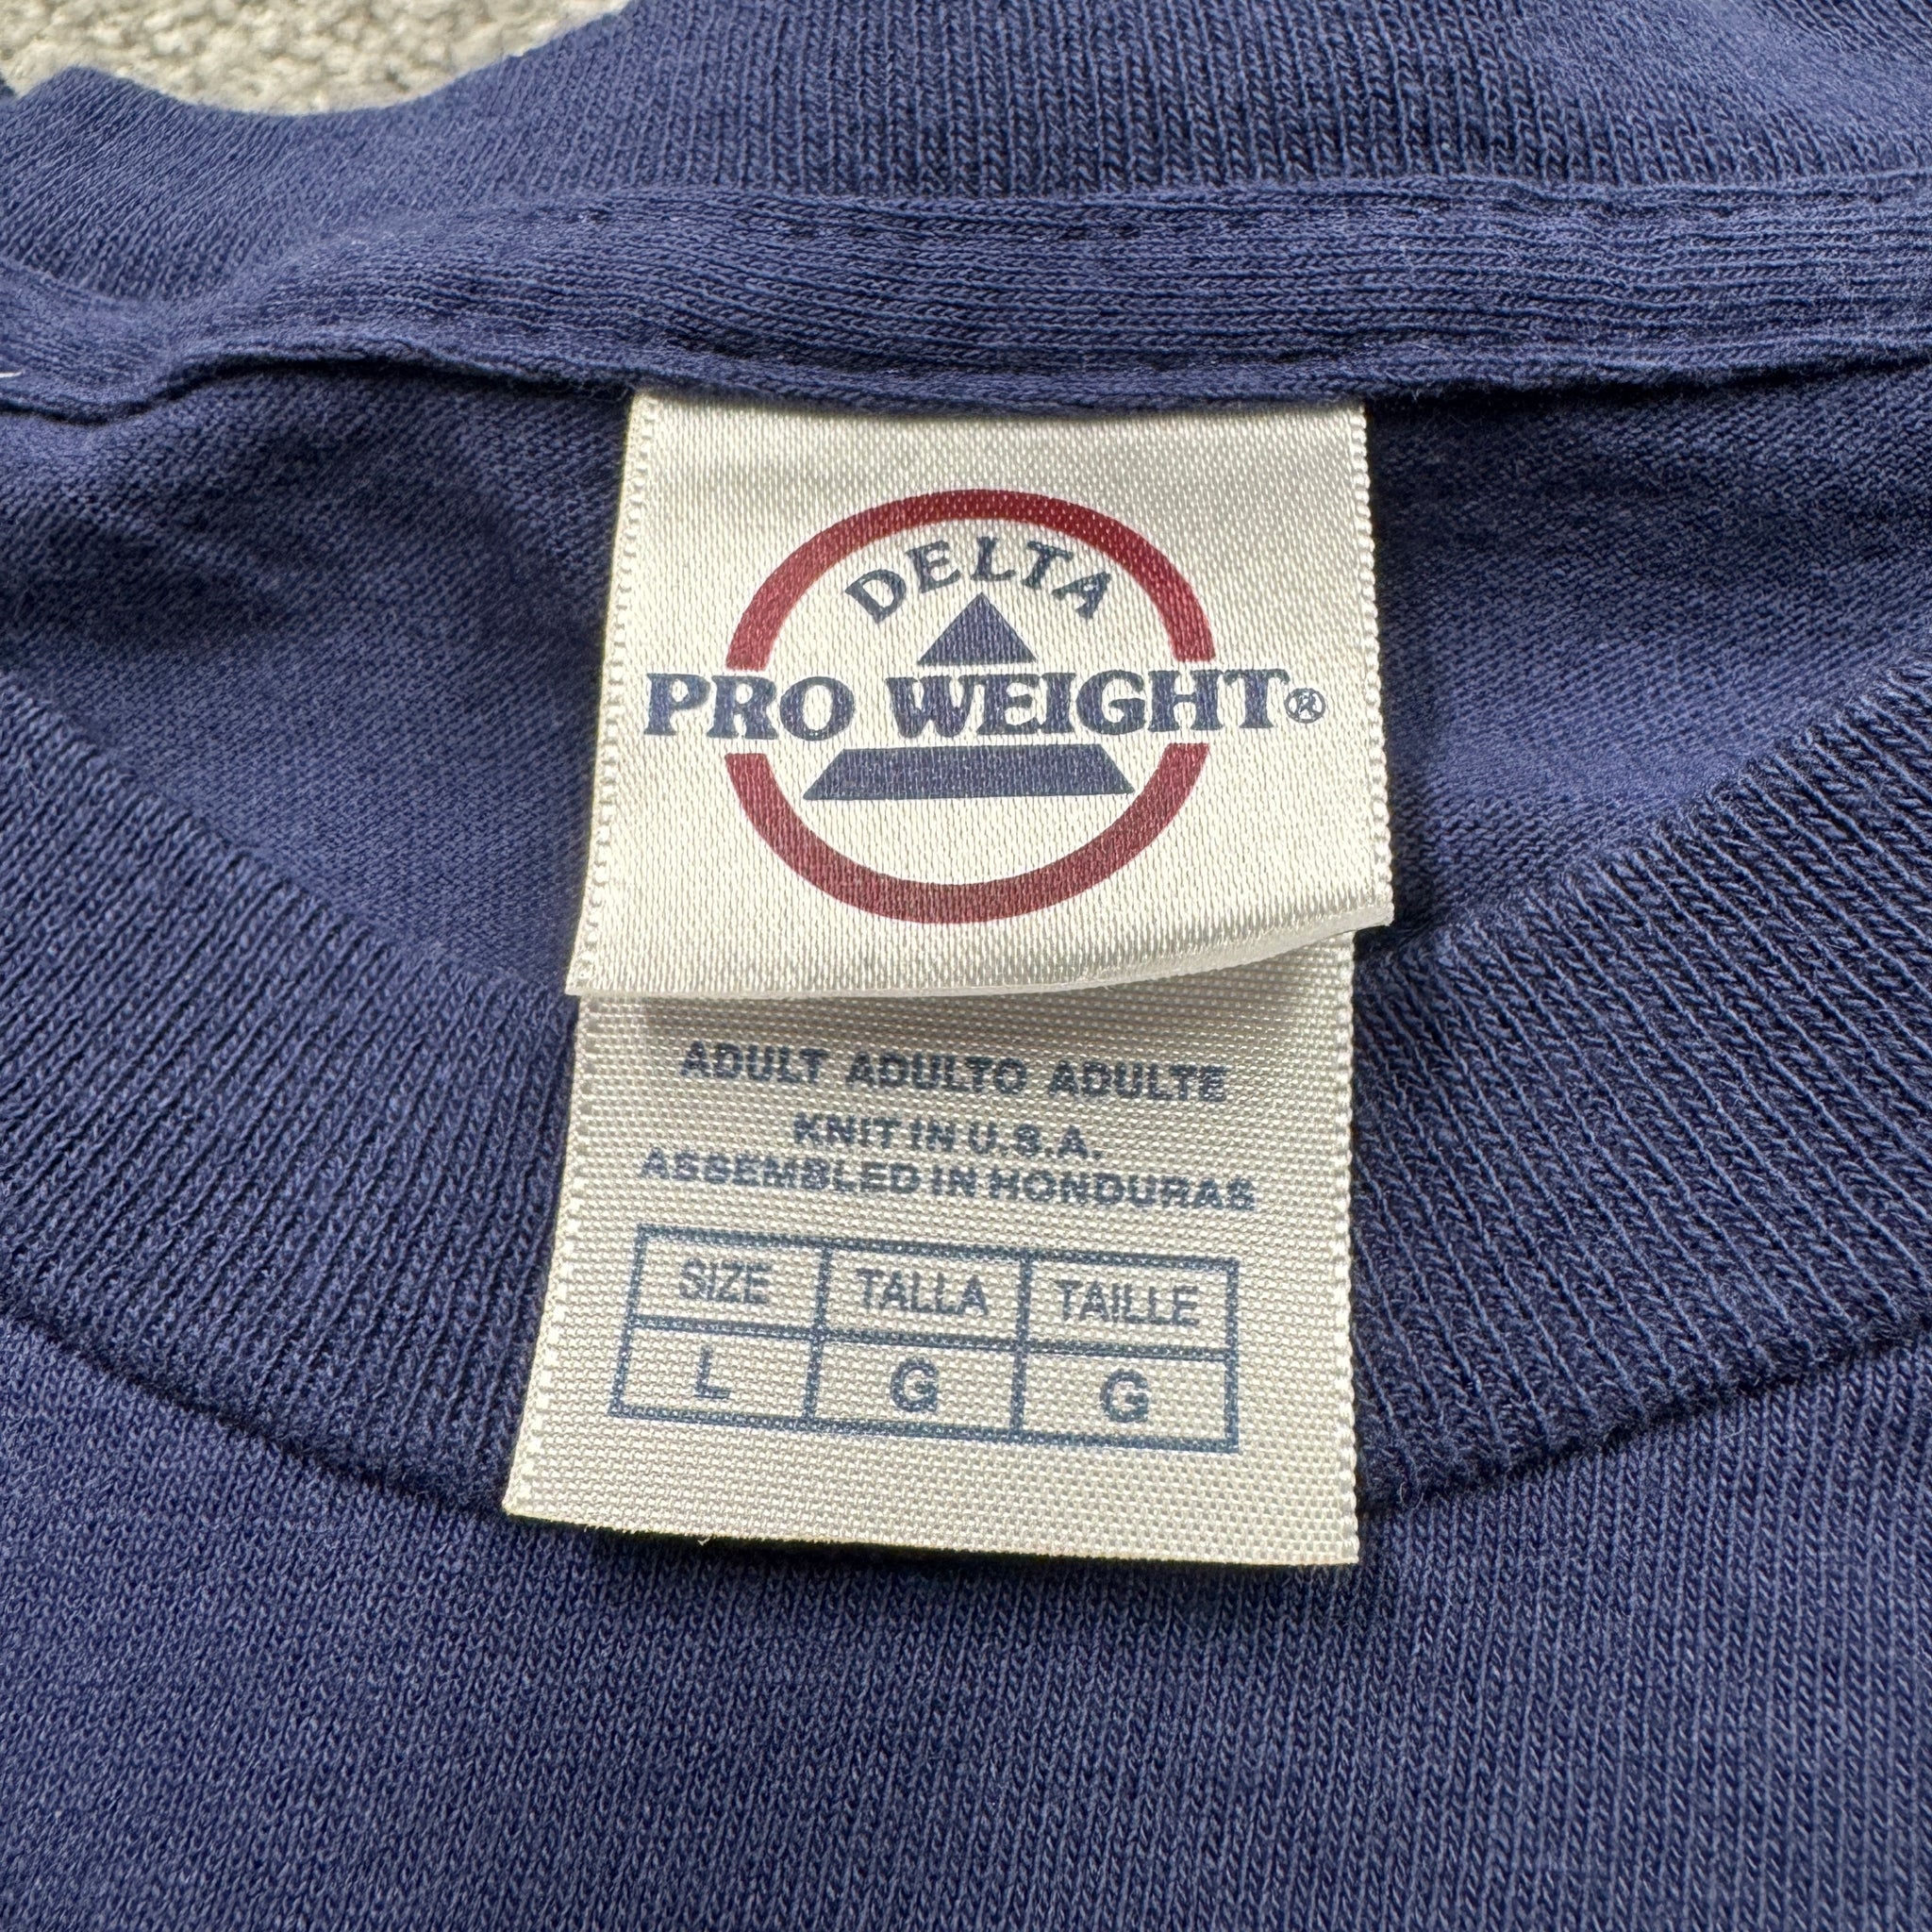 DELTA
PRO WEIGHT®
ADULT ADULTO ADULTE
KNIT IN U.S.A.
ASSEMBLED IN HONDURAS
SIZE TALLA TAILLE
L G G